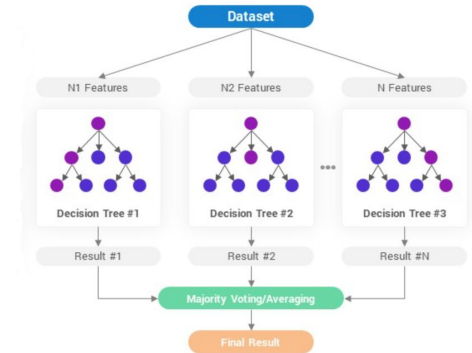 Dataset
N1 Features
N2 Features
N Features
Decision Tree #1
Decision Tree #2
Decision Tree #3
Result #1
Result #2
Result #N
Majority Voting/Averaging
Final Result